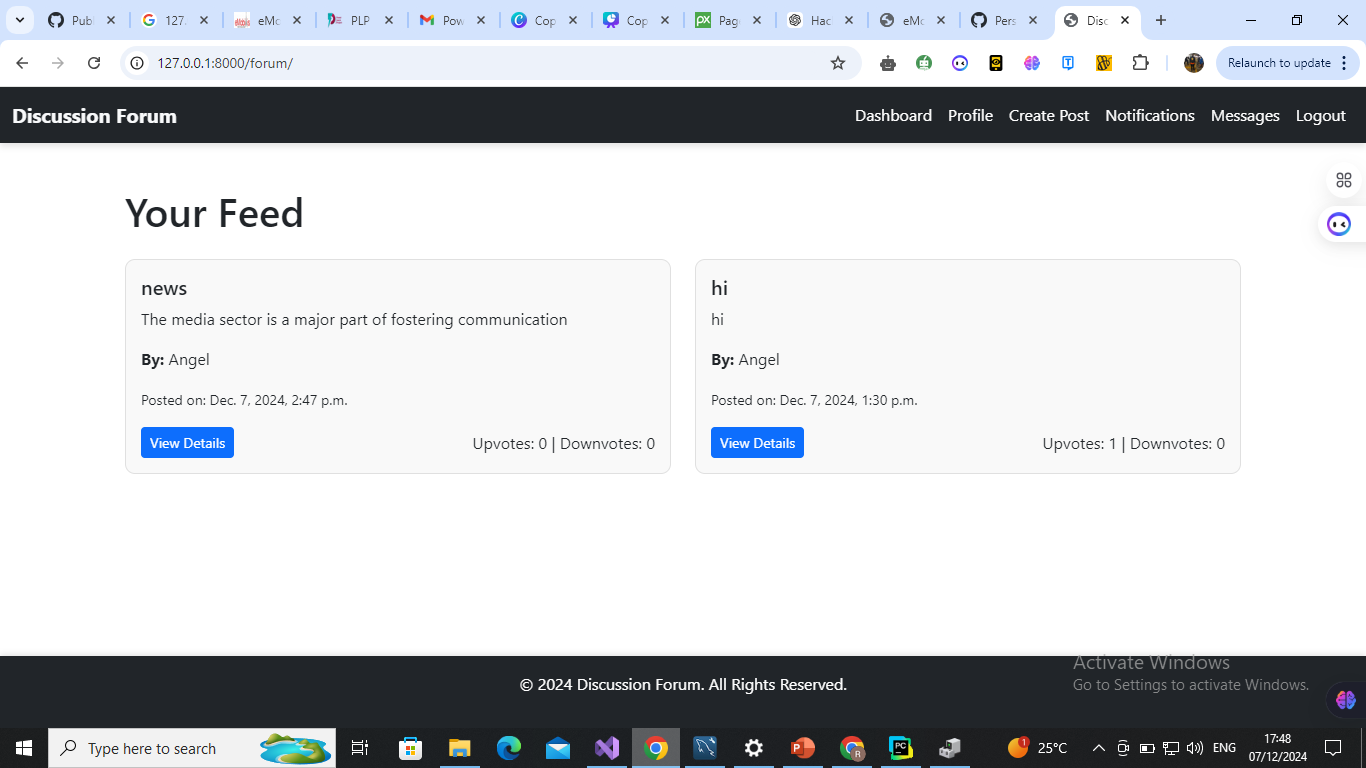 Pub
127.
eMo
PLP
Pow
Cop
Cop
Page
Hac
eMo
Pers
Disc
127.0.0.1:8000/forum/
Relaunch to update
Discussion Forum
Dashboard Profile Create Post Notifications Messages Logout
Your Feed
news
The media sector is a major part of fostering communication
By: Angel
Posted on: Dec. 7, 2024, 2:47 p.m.
View Details Upvotes: 0 | Downvotes: 0
hi
hi
By: Angel
Posted on: Dec. 7, 2024, 1:30 p.m.
View Details Upvotes: 1 | Downvotes: 0
© 2024 Discussion Forum. All Rights Reserved.
Activate Windows
Go to Settings to activate Windows.
Type here to search
1
25°C
ENG
17:48
07/12/2024